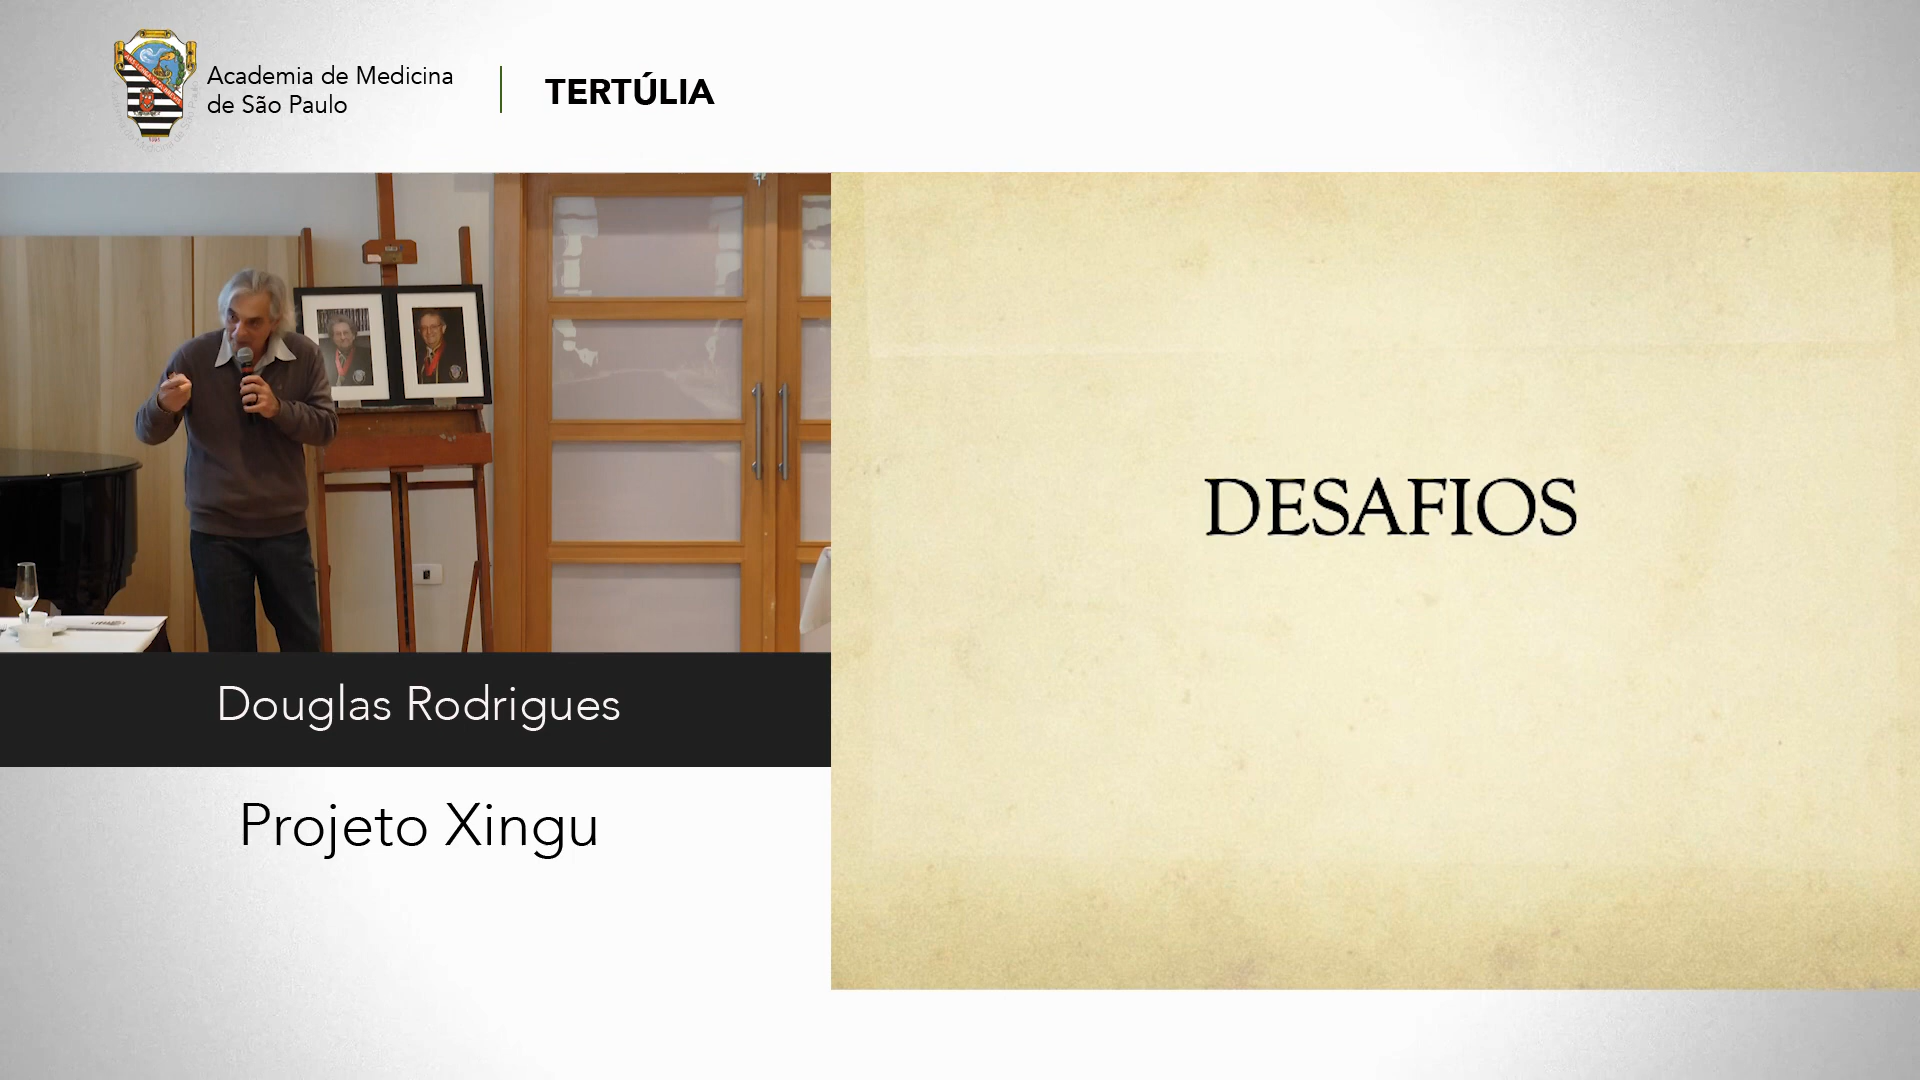 Academia de Medicina
de São Paulo
TERTÚLIA
DESAFIOS
Douglas Rodrigues
Projeto Xingu